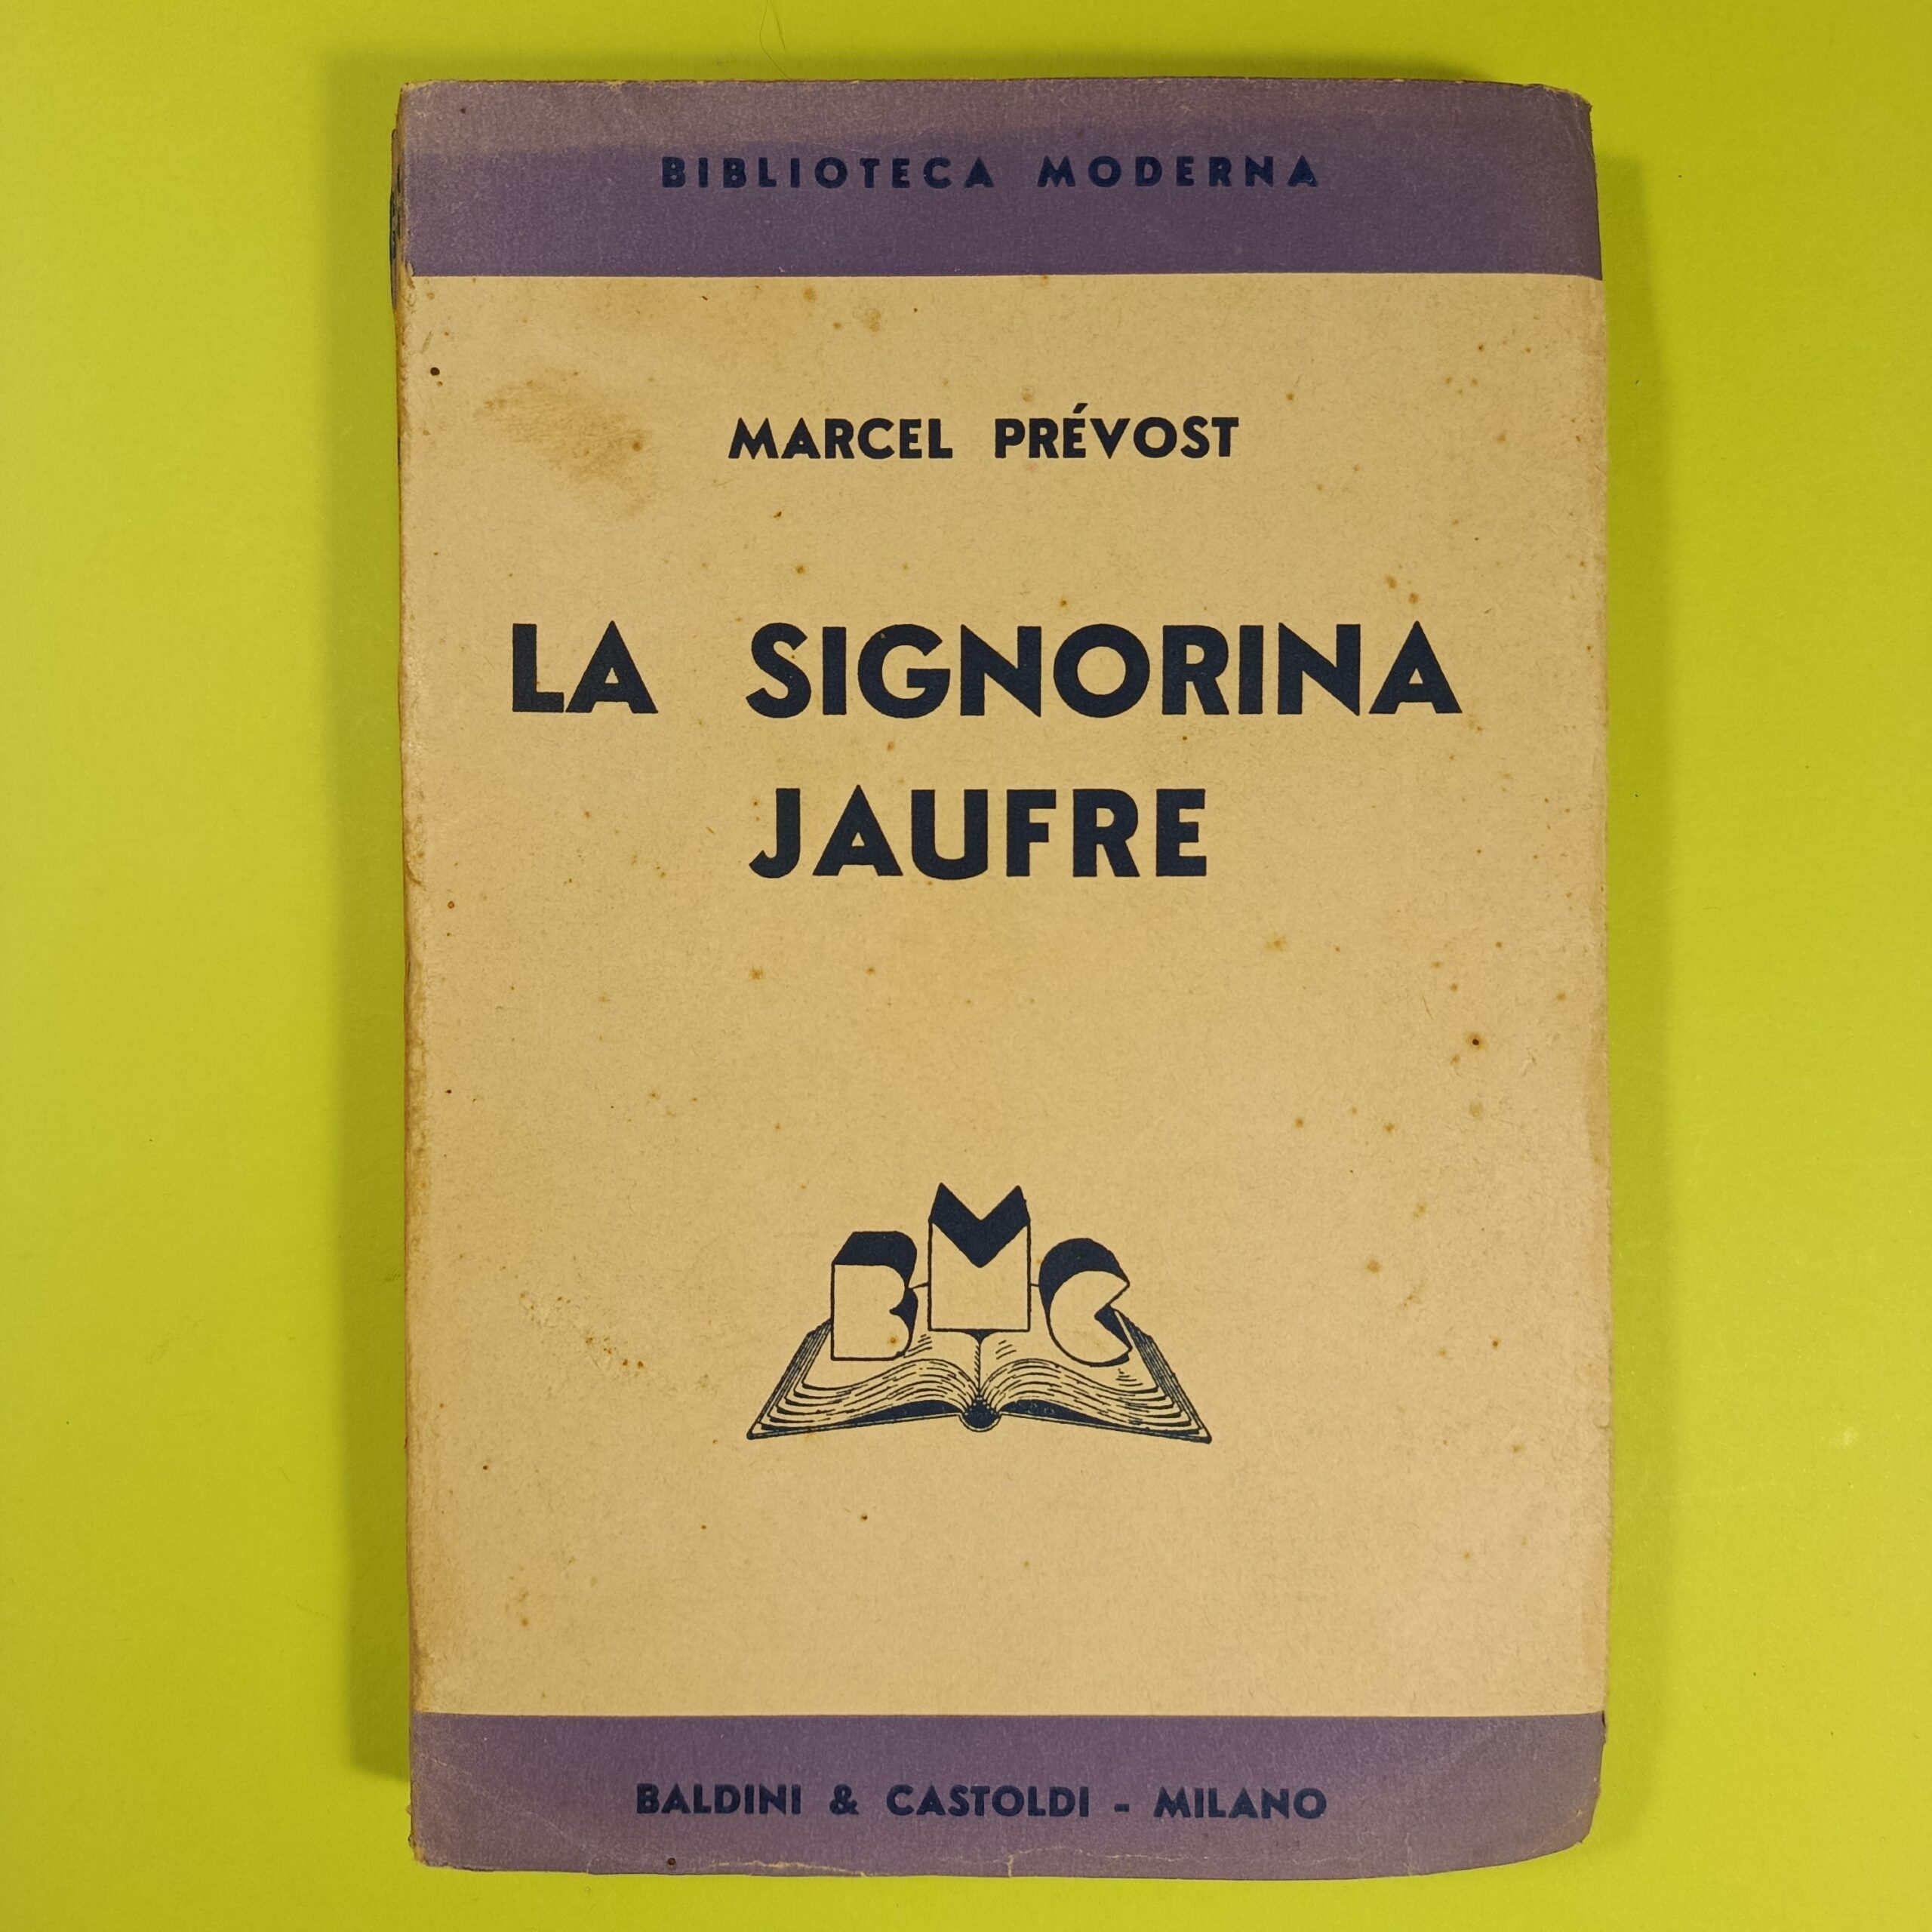 BIBLIOTECA MODERNA
MARCEL PRÉVOST
LA SIGNORINA
JAUFRE
BMC
BALDINI & CASTOLDI - MILANO